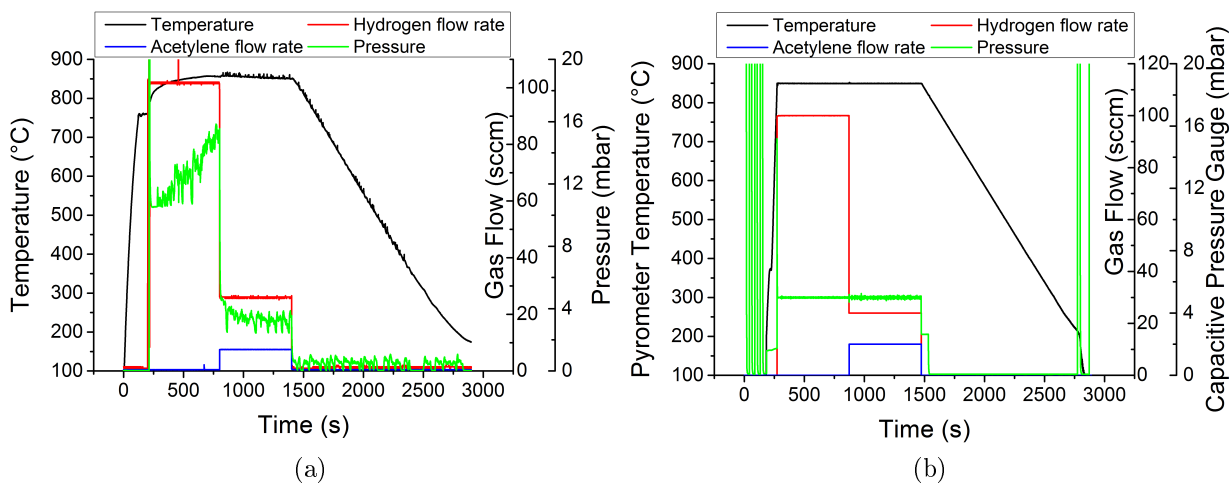 Temperature Hydrogen flow rate
Acetylene flow rate Pressure
900
800
700
600
500
400
300
200
100
Temperature (°C)
0 500 1000 1500 2000 2500 3000
Time (s)
100
80
60
40
20
0
Gas Flow (sccm)
20
16
12
8
4
0
Pressure (mbar)
(a)
Temperature Hydrogen flow rate
Acetylene flow rate Pressure
900
800
700
600
500
400
300
200
100
Pyrometer Temperature (°C)
0 500 1000 1500 2000 2500 3000
Time (s)
120
100
80
60
40
20
0
Gas Flow (sccm)
20
16
12
8
4
0
Capacitive Pressure Gauge (mbar)
(b)